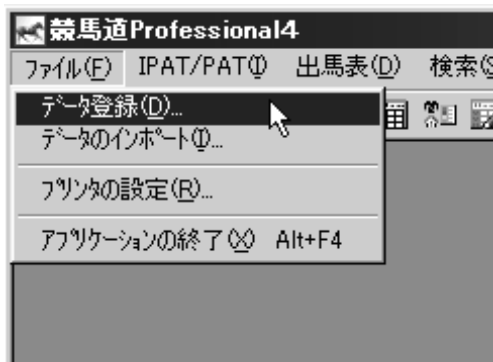 競馬道Professional4
ファイル(F) IPAT/PAT(I) 出馬表(D) 検索(S
データ登録(D)...
データのインポート(I)...
プリンタの設定(R)...
アプリケーションの終了(X) Alt+F4